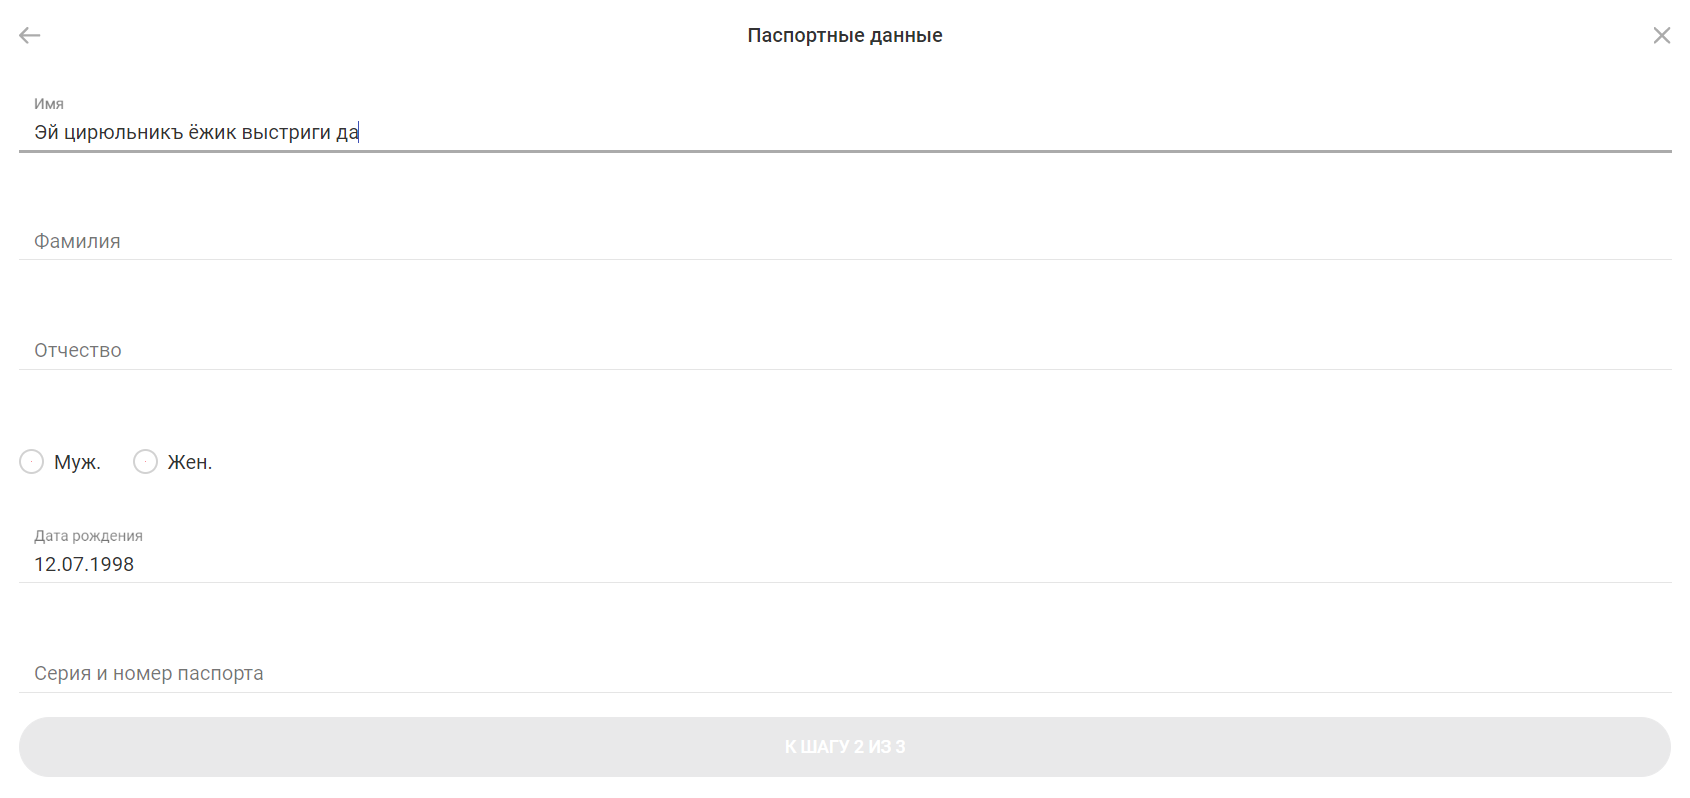 Паспортные данные
Имя
Эй цирюльникъ ёжик выстриги да
Фамилия
Отчество
Муж. Жен.
Дата рождения
12.07.1998
Серия и номер паспорта
К ШАГУ 2 ИЗ 3